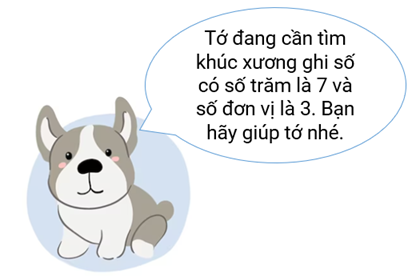 Tớ đang cần tìm
khúc xương ghi số
có số trăm là 7 và
số đơn vị là 3. Bạn
hãy giúp tớ nhé.